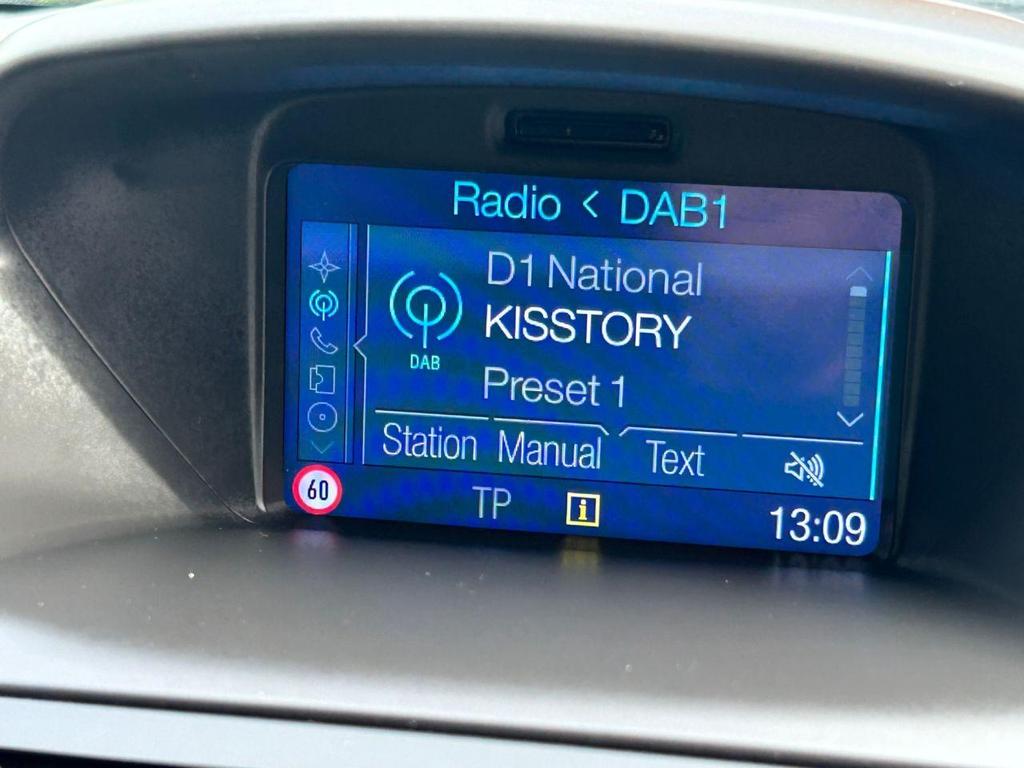 Radio < DAB1
D1 National
KISSTORY
DAB
Preset 1
Station Manual Text
60 TP i 13:09